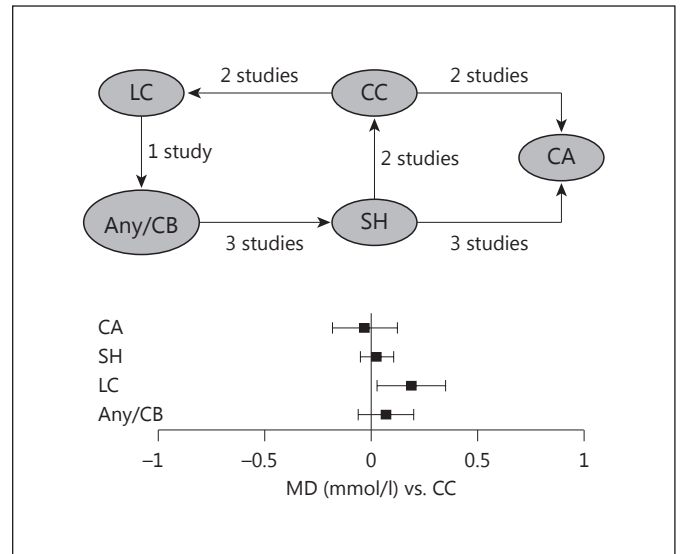 2 studies
2 studies
LC
CC
1 study
2 studies
CA
Any/CB
SH
3 studies
3 studies
CA
SH
LC
Any/CB
–1
–0.5
0
0.5
1
MD (mmol/l) vs. CC